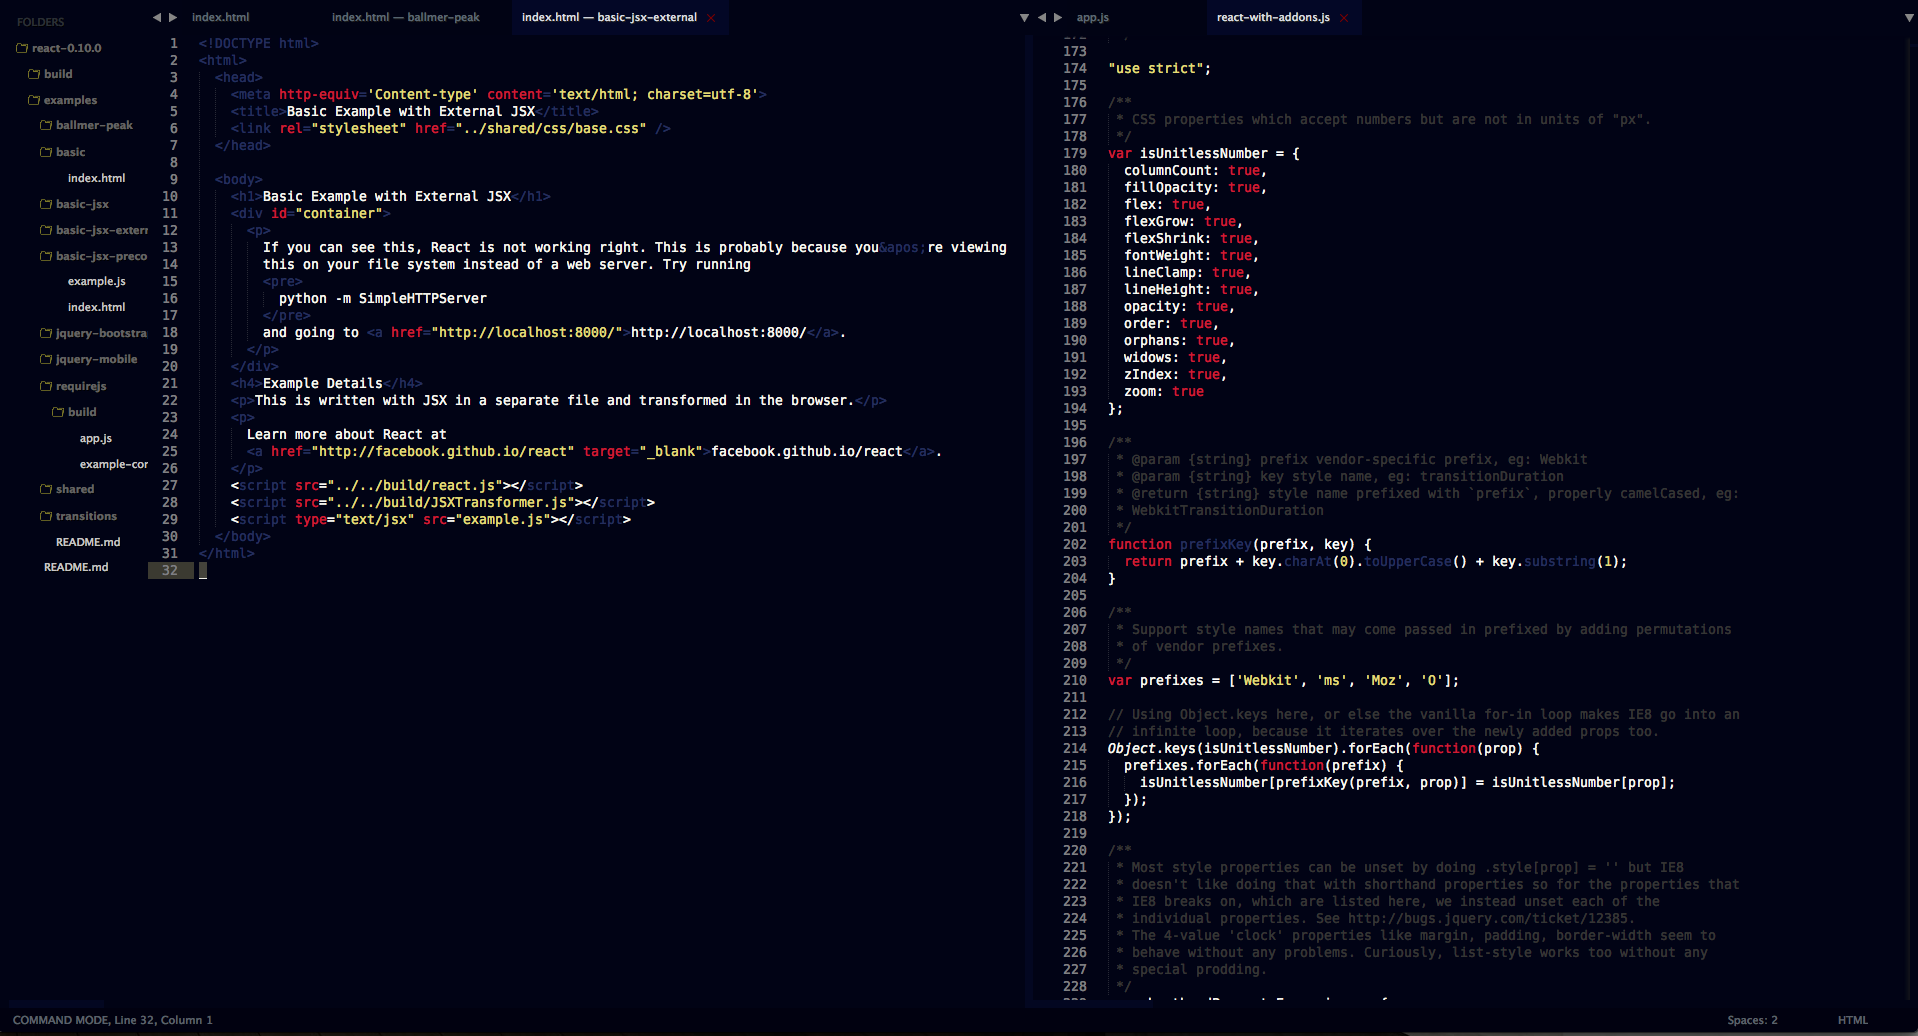 FOLDERS
react-0.10.0
build
examples
ballmer-peak
basic
index.html
basic-jsx
basic-jsx-exterr
basic-jsx-preco
example.js
index.html
jquery-bootstra
jquery-mobile
requirejs
build
app.js
example-cor
shared
transitions
README.md
README.md
index.html
index.html — ballmer-peak
index.html — basic-jsx-external
1 <!DOCTYPE html>
2 <html>
3 <head>
4 <meta http-equiv='Content-type' content='text/html; charset=utf-8'>
5 <title>Basic Example with External JSX</title>
6 <link rel="stylesheet" href="../shared/css/base.css" />
7 </head>
8
9 <body>
10 <h1>Basic Example with External JSX</h1>
11 <div id="container">
12 <p>
13 If you can see this, React is not working right. This is probably because you&apos;re viewing
14 this on your file system instead of a web server. Try running
15 <pre>
16 python -m SimpleHTTPServer
17 </pre>
18 and going to <a href="http://localhost:8000/">http://localhost:8000/</a>.
19 </p>
20 </div>
21 <h4>Example Details</h4>
22 <p>This is written with JSX in a separate file and transformed in the browser.</p>
23 <p>
24 Learn more about React at
25 <a href="http://facebook.github.io/react" target="_blank">facebook.github.io/react</a>.
26 </p>
27 <script src="../../build/react.js"></script>
28 <script src="../../build/JSXTransformer.js"></script>
29 <script type="text/jsx" src="example.js"></script>
30 </body>
31 </html>
32
app.js
react-with-addons.js
173
174 "use strict";
175
176 /**
177 * CSS properties which accept numbers but are not in units of "px".
178 */
179 var isUnitlessNumber = {
180 columnCount: true,
181 fillOpacity: true,
182 flex: true,
183 flexGrow: true,
184 flexShrink: true,
185 fontWeight: true,
186 lineClamp: true,
187 lineHeight: true,
188 opacity: true,
189 order: true,
190 orphans: true,
191 widows: true,
192 zIndex: true,
193 zoom: true
194 };
195
196 /**
197 * @param {string} prefix vendor-specific prefix, eg: Webkit
198 * @param {string} key style name, eg: transitionDuration
199 * @return {string} style name prefixed with `prefix`, properly camelCased, eg:
200 * WebkitTransitionDuration
201 */
202 function prefixKey(prefix, key) {
203 return prefix + key.charAt(0).toUpperCase() + key.substring(1);
204 }
205
206 /**
207 * Support style names that may come passed in prefixed by adding permutations
208 * of vendor prefixes.
209 */
210 var prefixes = ['Webkit', 'ms', 'Moz', 'O'];
211
212 // Using Object.keys here, or else the vanilla for-in loop makes IE8 go into an
213 // infinite loop, because it iterates over the newly added props too.
214 Object.keys(isUnitlessNumber).forEach(function(prop) {
215 prefixes.forEach(function(prefix) {
216 isUnitlessNumber[prefixKey(prefix, prop)] = isUnitlessNumber[prop];
217 });
218 });
219
220 /**
221 * Most style properties can be unset by doing .style[prop] = '' but IE8
222 * doesn't like doing that with shorthand properties so for the properties that
223 * IE8 breaks on, which are listed here, we instead unset each of the
224 * individual properties. See http://bugs.jquery.com/ticket/12385.
225 * The 4-value 'clock' properties like margin, padding, border-width seem to
226 * behave without any problems. Curiously, list-style works too without any
227 * special prodding.
228 */
COMMAND MODE, Line 32, Column 1
Spaces: 2
HTML